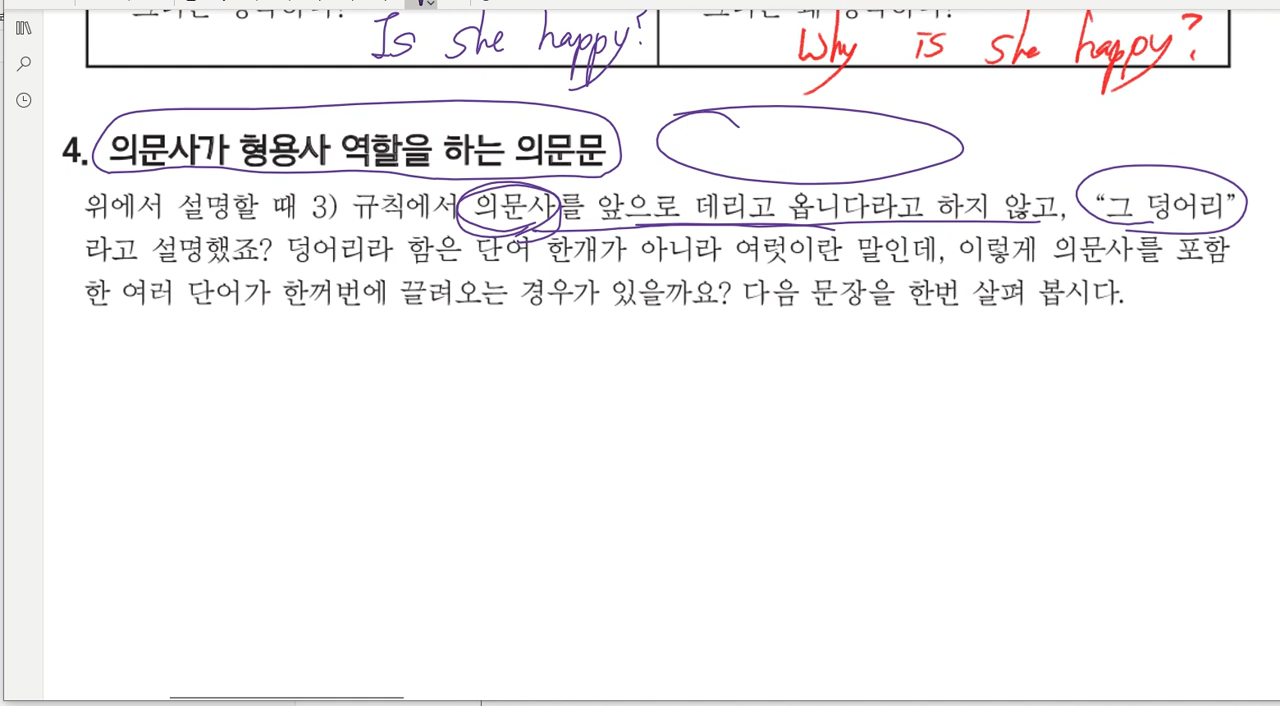 Is she happy?
Why is she happy?
4. 의문사가 형용사 역할을 하는 의문문
위에서 설명할 때 3) 규칙에서 의문사를 앞으로 데리고 옵니다라고 하지 않고, “그 덩어리”
라고 설명했죠? 덩어리라 함은 단어 한개가 아니라 여럿이란 말인데, 이렇게 의문사를 포함
한 여러 단어가 한꺼번에 끌려오는 경우가 있을까요? 다음 문장을 한번 살펴 봅시다.